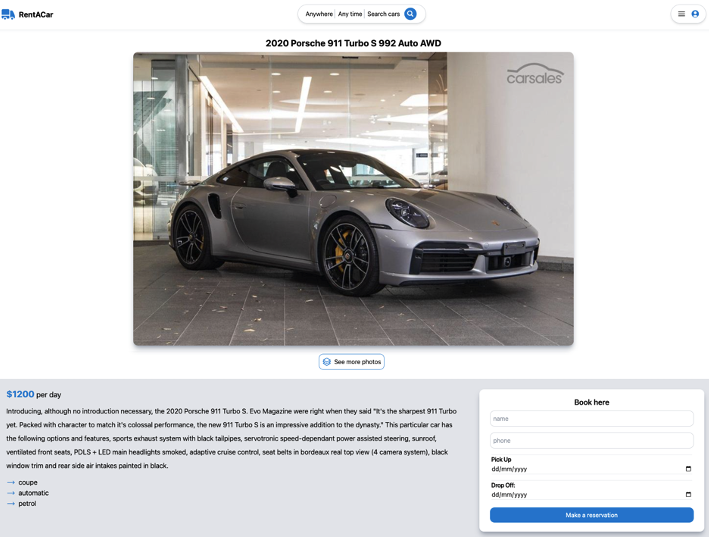 RentACar
Anywhere Any time Search cars
2020 Porsche 911 Turbo S 992 Auto AWD
carsales
See more photos
$1200 per day
Introducing, although no introduction necessary, the 2020 Porsche 911 Turbo S. Evo Magazine were right when they said "It's the sharpest 911 Turbo
yet. Packed with character to match it's colossal performance, the new 911 Turbo S is an impressive addition to the dynasty." This particular car has
the following options and features, sports exhaust system with black tailpipes, servotronic speed-dependent power assisted steering, sunroof,
ventilated front seats, PDLS + LED main headlights smoked, adaptive cruise control, seat belts in bordeaux real top view (4 camera system), black
window trim and rear side air intakes painted in black.
→ coupe
→ automatic
→ petrol
Book here
name
phone
Pick Up
dd/mm/yyyy
Drop Off:
dd/mm/yyyy
Make a reservation